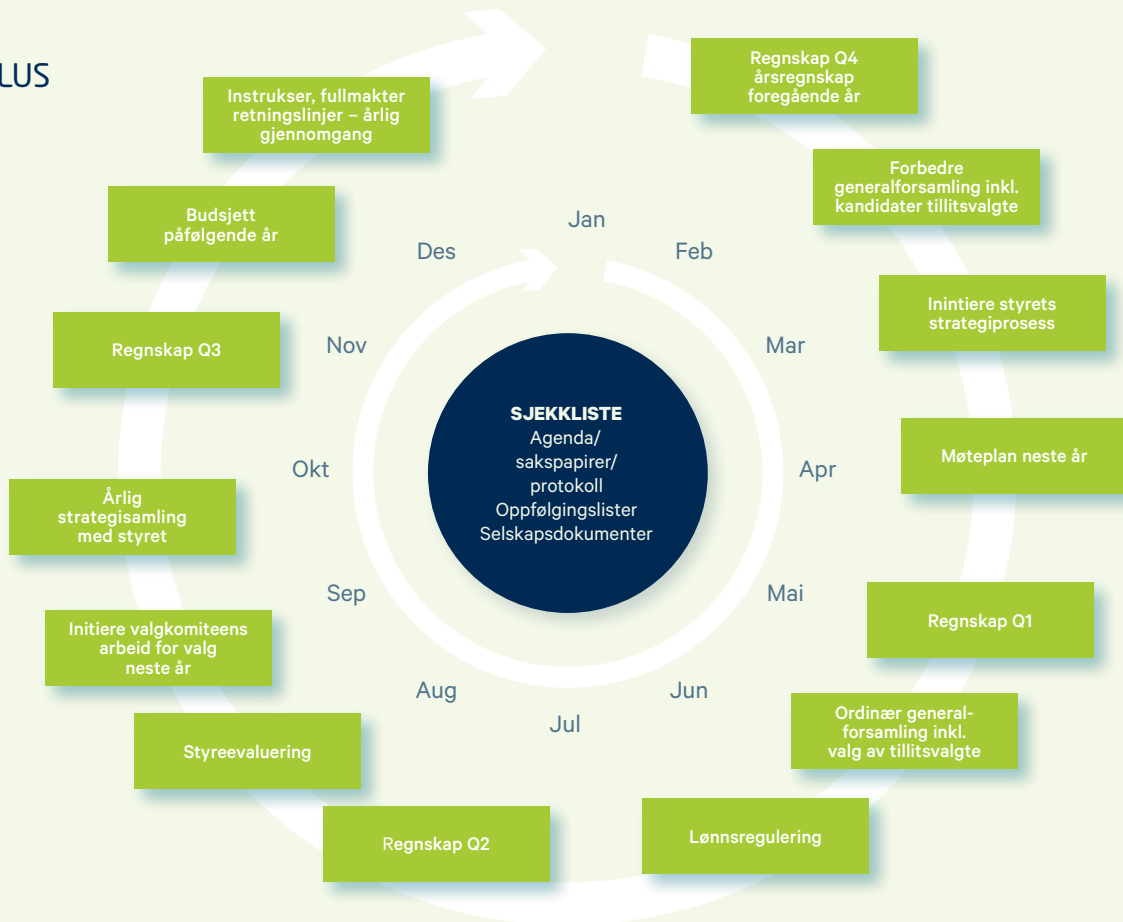 LUS
Regnskap Q4
årsregnskap
foregående år
Forbedre
generalforsamling inkl.
kandidater tillitsvalgte
Inintiere styrets
strategiprosess
Møteplan neste år
Regnskap Q1
Ordinær general-
forsamling inkl.
valg av tillitsvalgte
Lønnsregulering
Regnskap Q2
Styreevaluering
Initiere valgkomiteens
arbeid for valg
neste år
Årlig
strategisamling
med styret
Regnskap Q3
Budsjett
påfølgende år
Instrukser, fullmakter
retningslinjer – årlig
gjennomgang
Jan
Feb
Mar
Apr
Mai
Jun
Jul
Aug
Sep
Okt
Nov
Des
SJEKKLISTE
Agenda/
sakspapirer/
protokoll
Oppfølgingslister
Selskapsdokumenter